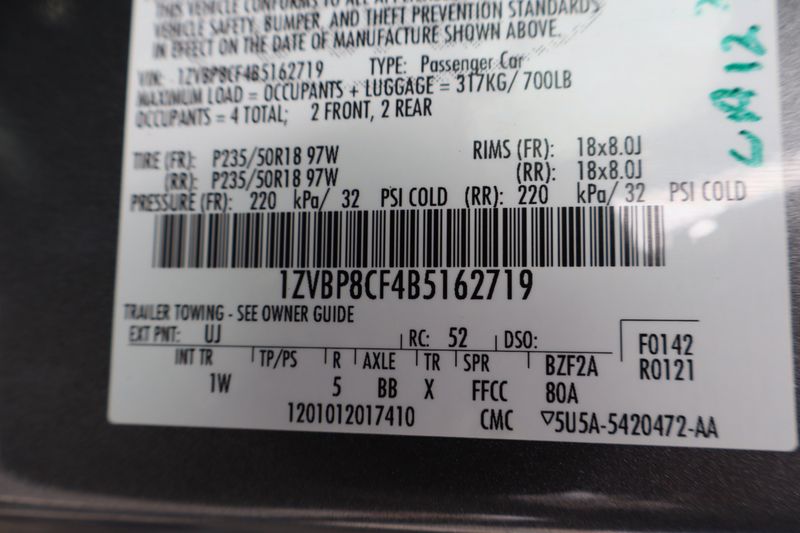 THIS VEHICLE CONFORMS TO ALL
VEHICLE SAFETY, BUMPER, AND THEFT PREVENTION STANDARDS
IN EFFECT ON THE DATE OF MANUFACTURE SHOWN ABOVE.
VIN: 1ZVBP8CF4B5162719 TYPE: Passenger Car
MAXIMUM LOAD = OCCUPANTS + LUGGAGE = 317KG/ 700LB
OCCUPANTS = 4 TOTAL; 2 FRONT, 2 REAR
TIRE (FR): P235/50R18 97W RIMS (FR): 18x8.0J
(RR): P235/50R18 97W (RR): 18x8.0J
PRESSURE (FR): 220 kPa/ 32 PSI COLD (RR): 220 kPa/ 32 PSI COLD
1ZVBP8CF4B5162719
TRAILER TOWING - SEE OWNER GUIDE
EXT PNT: UJ RC: 52 DSO: F0142
INT TR TP/PS R AXLE TR SPR BZF2A R0121
1W 5 BB X FFCC 80A
1201012017410 CMC ▽5U5A-5420472-AA